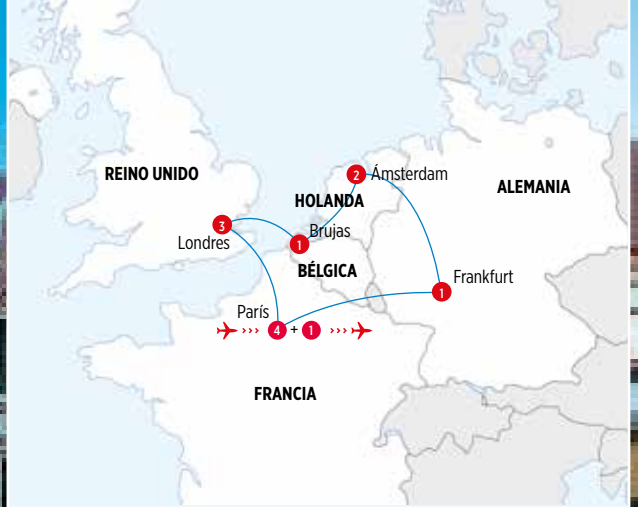 REINO UNIDO
2 Ámsterdam
ALEMANIA
HOLANDA
3
Londres
Brujas
1
BÉLGICA
Frankfurt
1
París
4 + 1
FRANCIA